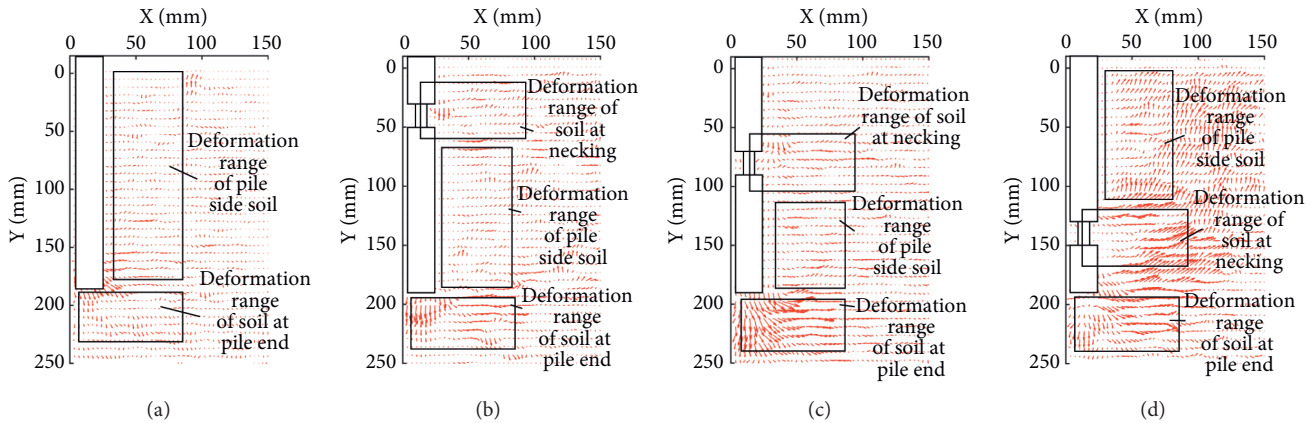 X (mm)
0 50 100 150
Y (mm)
0
50
100
150
200
250
Deformation
range
of pile
side soil
Deformation
range
of soil at
pile end
(a)
X (mm)
0 50 100 150
Y (mm)
0
50
100
150
200
250
Deformation
range of
soil at
necking
Deformation
range
of pile
side soil
Deformation
range
of soil at
pile end
(b)
X (mm)
0 50 100 150
Y (mm)
0
50
100
150
200
250
Deformation
range of soil
at necking
Deformation
range
of pile
side soil
Deformation
range
of soil at
pile end
(c)
X (mm)
0 50 100 150
Y (mm)
0
50
100
150
200
250
Deformation
range
of pile
side soil
Deformation
range of
soil at
necking
Deformation
range
of soil at
pile end
(d)